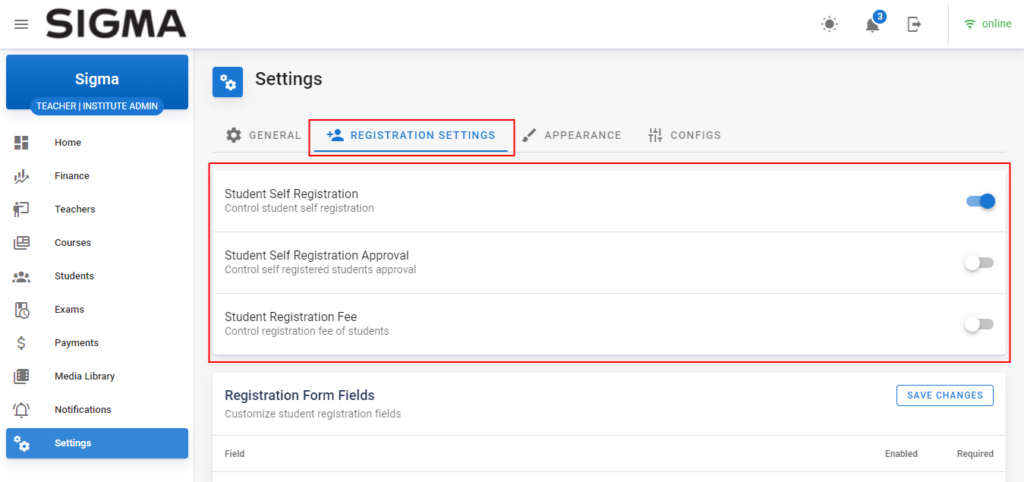 SIGMA
3
online
Sigma
TEACHER | INSTITUTE ADMIN
Home
Finance
Teachers
Courses
Students
Exams
Payments
Media Library
Notifications
Settings
Settings
GENERAL
REGISTRATION SETTINGS
APPEARANCE
CONFIGS
Student Self Registration
Control student self registration
Student Self Registration Approval
Control self registered students approval
Student Registration Fee
Control registration fee of students
Registration Form Fields
Customize student registration fields
SAVE CHANGES
Field Enabled Required